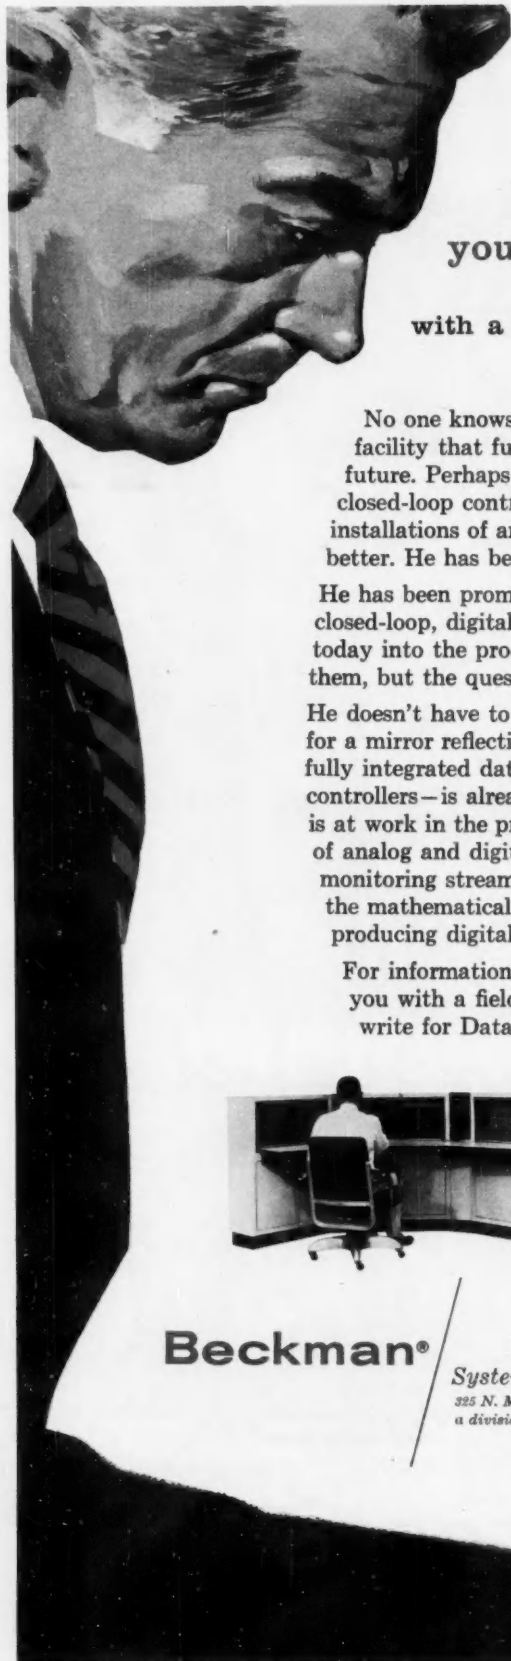 you
with a
No one knows
facility that fu
future. Perhaps
closed-loop contr
installations of a
better. He has be
He has been prom
closed-loop, digital
today into the pro
them, but the ques
He doesn't have to
for a mirror reflecti
fully integrated dat
controllers—is alrea
is at work in the p
of analog and digit
monitoring stream
the mathematical
producing digital
For information
you with a field
write for Data
Beckman®
Syste
325 N. M
a divisi